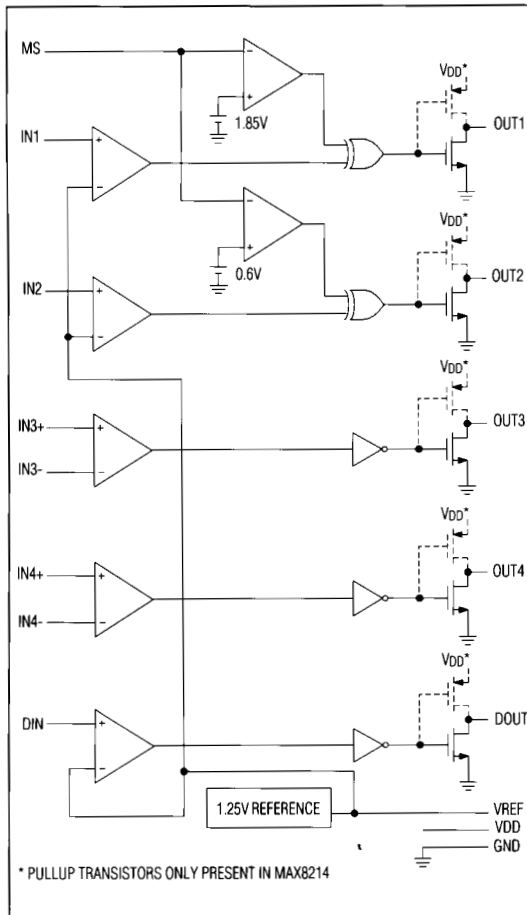 MS
VDD*
1.85V
OUT1
IN1
+
−
−
+
VDD*
0.6V
OUT2
IN2
+
−
−
+
VDD*
IN3+
+
OUT3
IN3-
−
VDD*
IN4+
+
OUT4
IN4-
−
VDD*
DIN
+
DOUT
−
1.25V REFERENCE
VREF
VDD
GND
* PULLUP TRANSISTORS ONLY PRESENT IN MAX8214